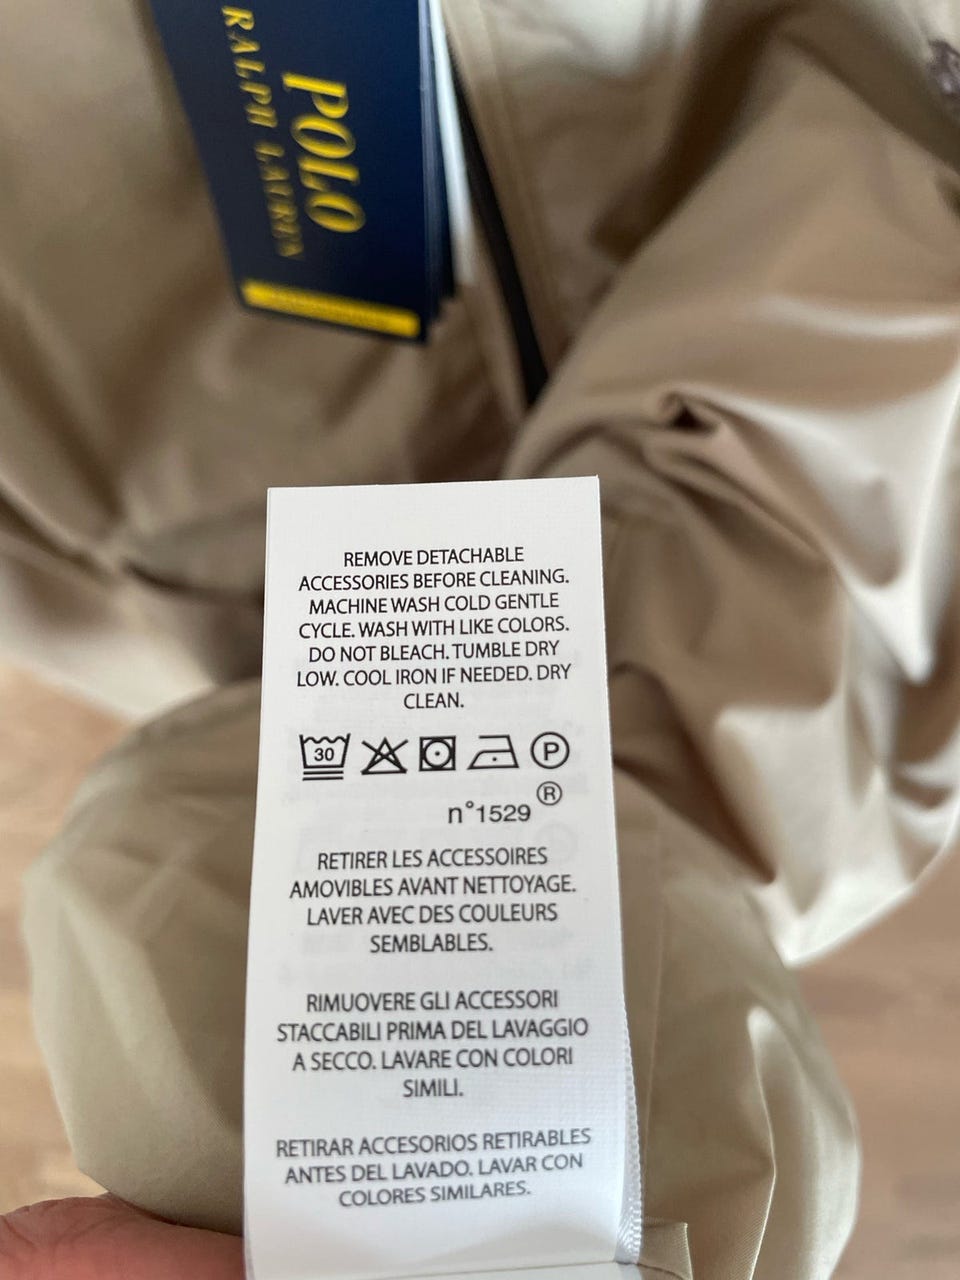 POLO
RALPH LAUREN
REMOVE DETACHABLE
ACCESSORIES BEFORE CLEANING.
MACHINE WASH COLD GENTLE
CYCLE. WASH WITH LIKE COLORS.
DO NOT BLEACH. TUMBLE DRY
LOW. COOL IRON IF NEEDED. DRY
CLEAN.
30 P
®
n°1529
RETIRER LES ACCESSOIRES
AMOVIBLES AVANT NETTOYAGE.
LAVER AVEC DES COULEURS
SEMBLABLES.
RIMUOVERE GLI ACCESSORI
STACCABILI PRIMA DEL LAVAGGIO
A SECCO. LAVARE CON COLORI
SIMILI.
RETIRAR ACCESORIOS RETIRABLES
ANTES DEL LAVADO. LAVAR CON
COLORES SIMILARES.